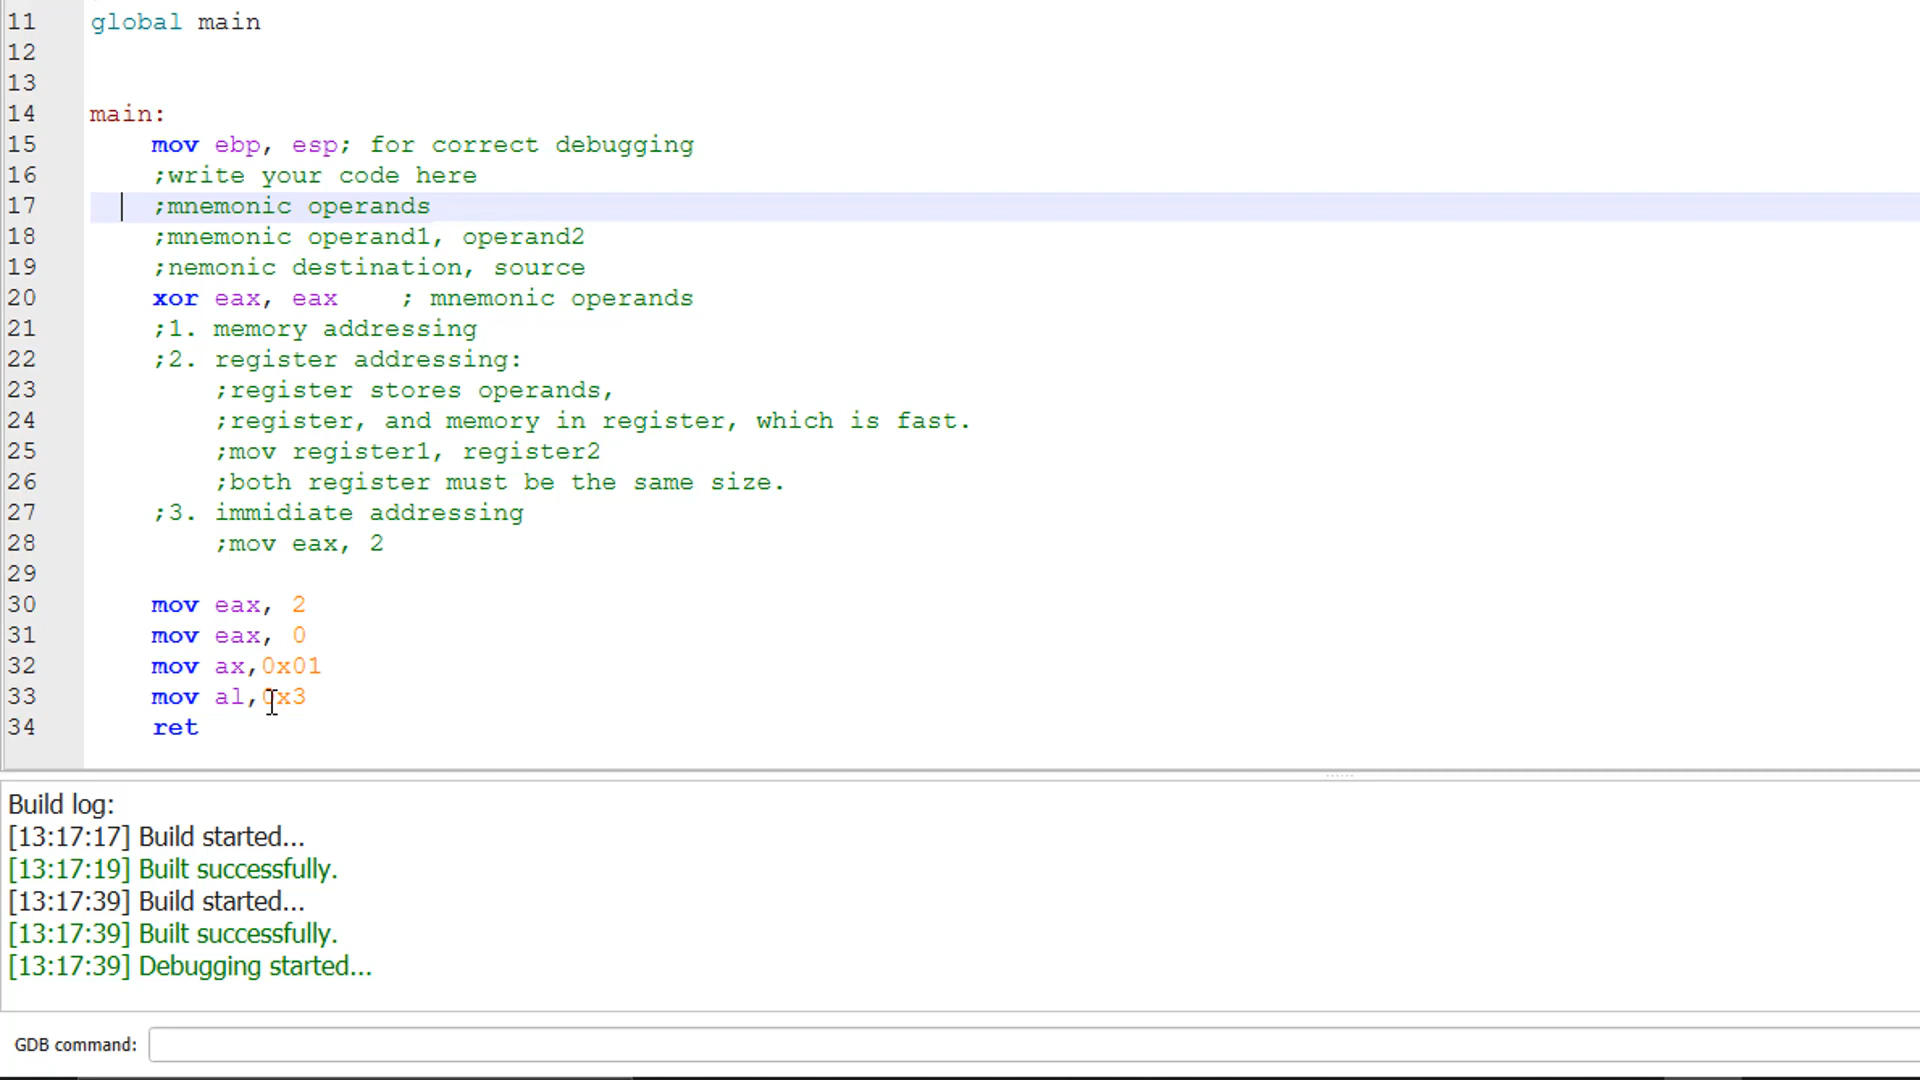 11 global main
12
13
14 main:
15 mov ebp, esp; for correct debugging
16 ;write your code here
17 ;mnemonic operands
18 ;mnemonic operand1, operand2
19 ;nemonic destination, source
20 xor eax, eax ; mnemonic operands
21 ;1. memory addressing
22 ;2. register addressing:
23 ;register stores operands,
24 ;register, and memory in register, which is fast.
25 ;mov register1, register2
26 ;both register must be the same size.
27 ;3. immidiate addressing
28 ;mov eax, 2
29
30 mov eax, 2
31 mov eax, 0
32 mov ax,0x01
33 mov al,0x3
34 ret
Build log:
[13:17:17] Build started...
[13:17:19] Built successfully.
[13:17:39] Build started...
[13:17:39] Built successfully.
[13:17:39] Debugging started...
GDB command: